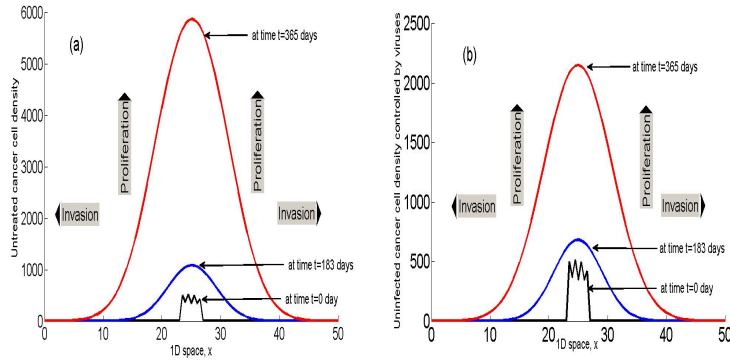 (a)
Untreated cancer cell density
6000
5000
4000
3000
2000
1000
0
0 10 20 30 40 50
1D space, x
at time t=365 days
at time t=183 days
at time t=0 day
Proliferation
Proliferation
Invasion
Invasion
(b)
Uninfected cancer cell density controlled by viruses
2500
2000
1500
1000
500
0
0 10 20 30 40 50
1D space, x
at time t=365 days
at time t=183 days
at time t=0 day
Proliferation
Proliferation
Invasion
Invasion